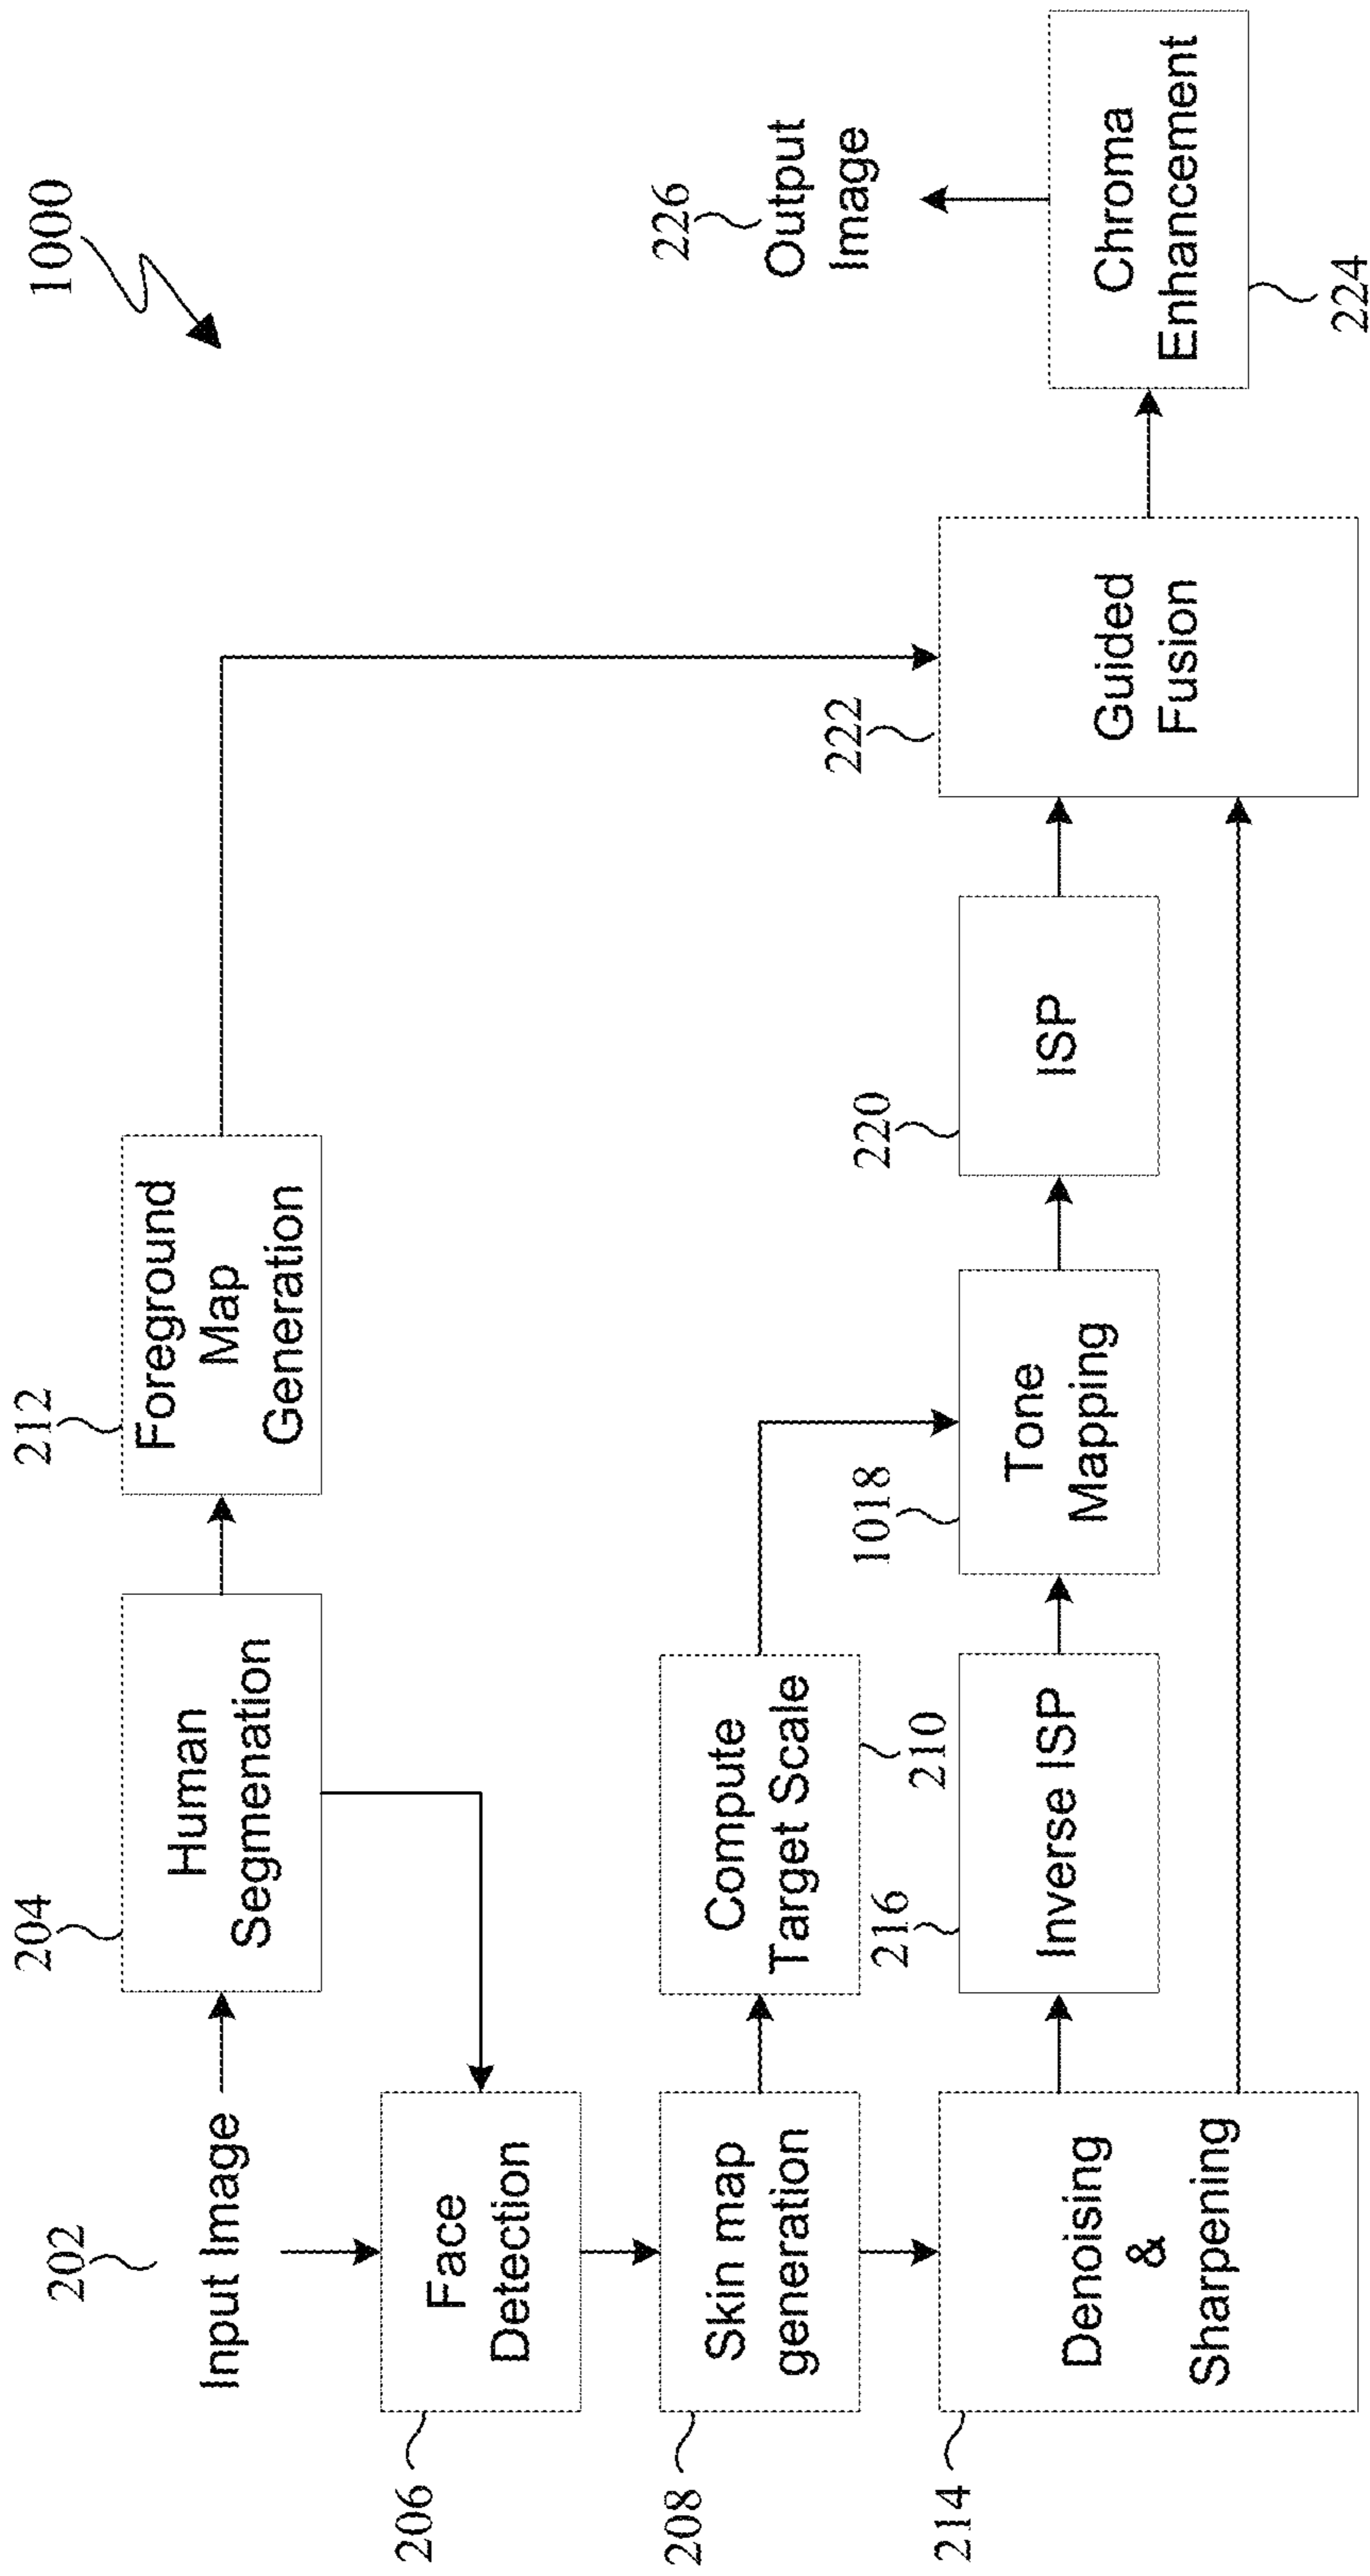 1000
202
Input Image
204
Human
Segmenation
212
Foreground
Map
Generation
206
Face
Detection
208
Skin map
generation
Compute
Target Scale
210
214
Denoising
&
Sharpening
216
Inverse ISP
1018
Tone
Mapping
220
ISP
222
Guided
Fusion
226
Output
Image
Chroma
Enhancement
224